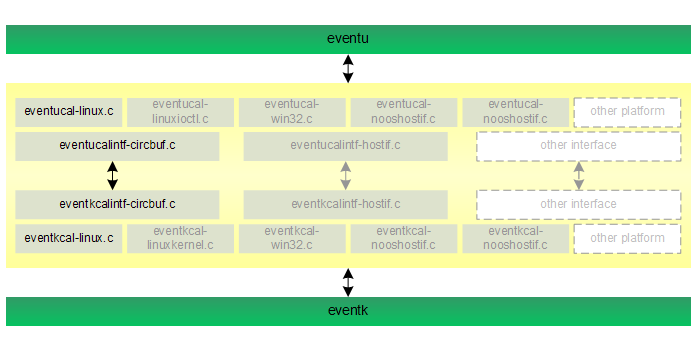 eventu
eventucal-linux.c
eventucal-
linuxioctl.c
eventucal-
win32.c
eventucal-
nooshostif.c
eventucal-
nooshostif.c
other platform
eventucalintf-circbuf.c
eventucalintf-hostif.c
other interface
eventkcalintf-circbuf.c
eventkcalintf-hostif.c
other interface
eventkcal-linux.c
eventkcal-
linuxkernel.c
eventkcal-
win32.c
eventkcal-
nooshostif.c
eventkcal-
nooshostif.c
other platform
eventk